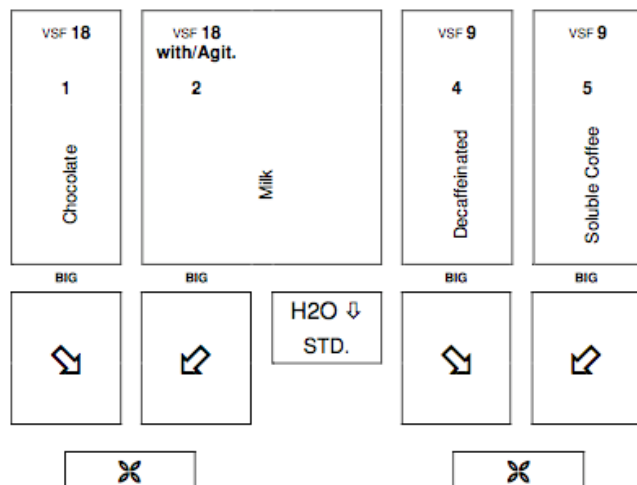 VSF 18
1
Chocolate
BIG
VSF 18
with/Agit.
2
Milk
BIG
H2O ⇩
STD.
VSF 9
4
Decaffeinated
BIG
VSF 9
5
Soluble Coffee
BIG